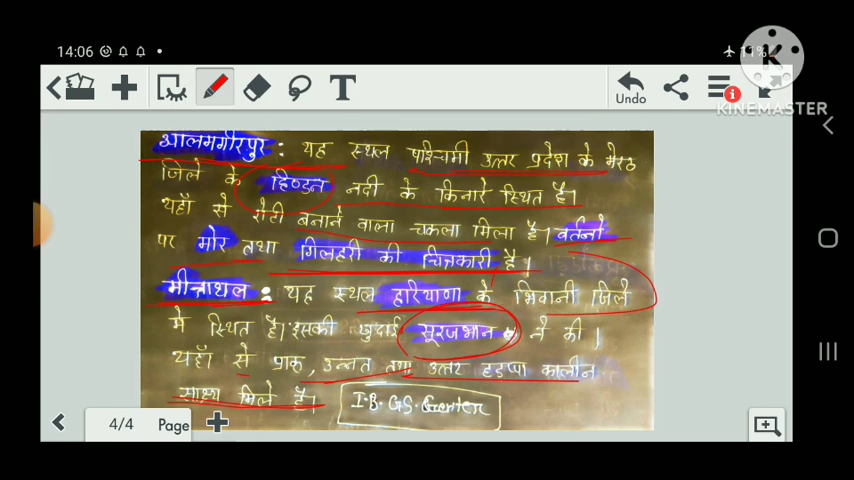 14:06
11%
KINEMASTER
Undo
आलमगीरपुर : यह स्थल पश्चिमी उत्तर प्रदेश के मेरठ
जिले के हिण्डन नदी के किनारे स्थित है।
यहाँ से रोटी बनाने वाला चकला मिला है। बर्तनो
पर मोर तथा गिलहरी की चित्रकारी है।
मीत्ताथल : यह स्थल हरियाणा के भिवानी जिले
मे स्थित है। इसकी खुदाई सूरजभान ने की।
यहाँ से प्राक, उन्नत तथा उत्तर हड़प्पा कालीन
साक्ष्य मिले है।
I.B. GS. Center
4/4 Page